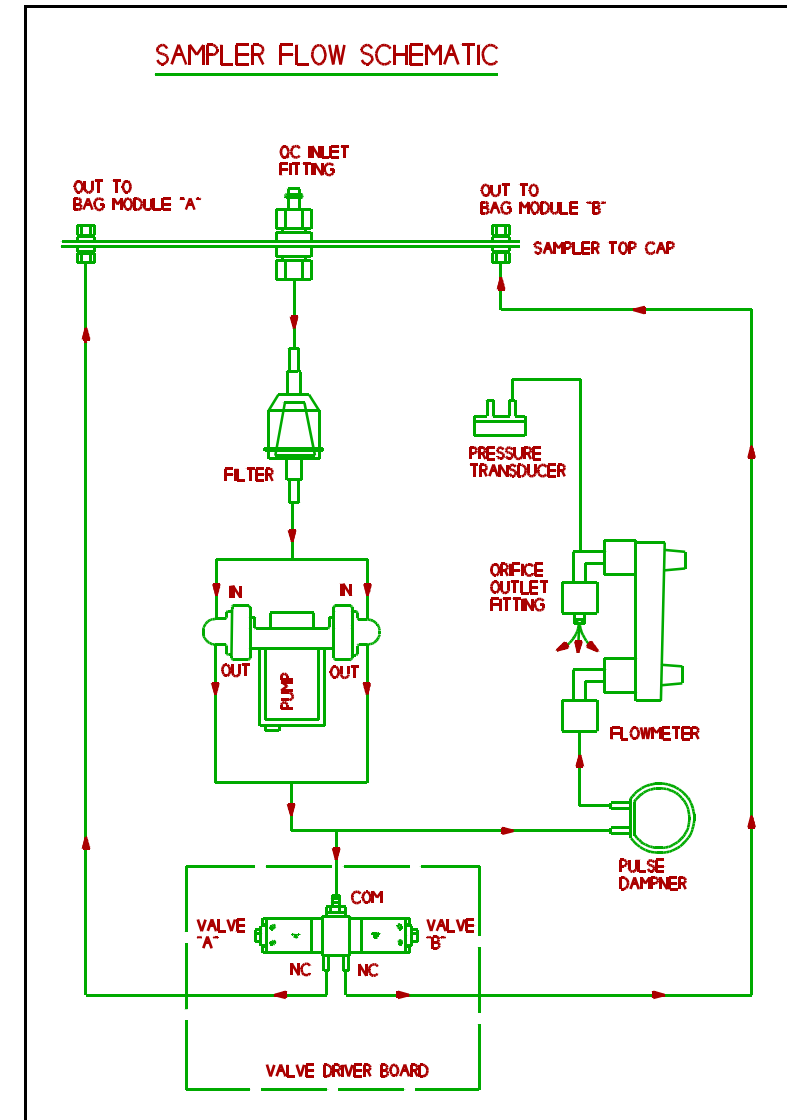 SAMPLER FLOW SCHEMATIC
QC INLET
FITTING
OUT TO
BAG MODULE "A"
OUT TO
BAG MODULE "B"
SAMPLER TOP CAP
FILTER
PRESSURE
TRANSDUCER
IN
IN
ORIFICE
OUTLET
FITTING
OUT
OUT
PUMP
FLOWMETER
PULSE
DAMPNER
COM
VALVE
"A"
VALVE
"B"
NC
NC
VALVE DRIVER BOARD